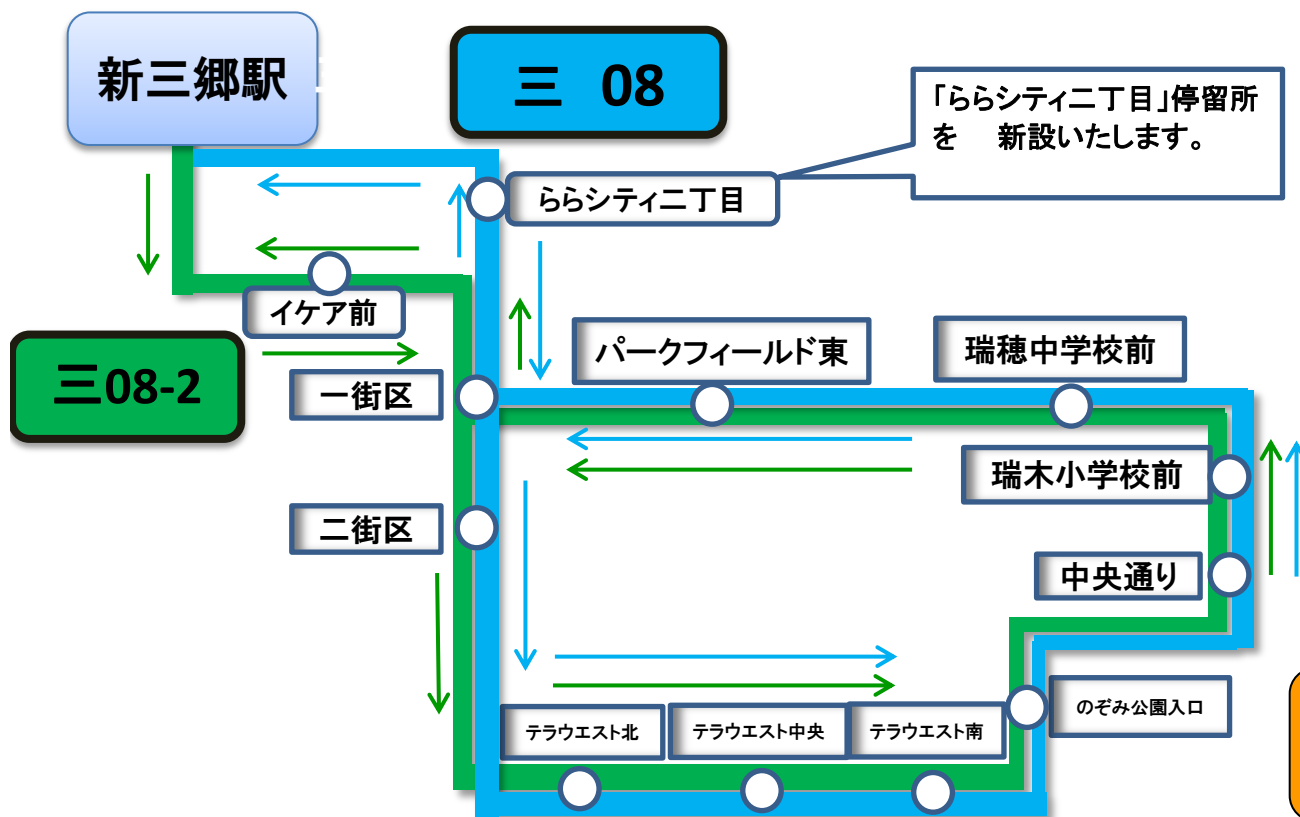 新三郷駅
三 08
「ららシティ二丁目」停留所
を 新設いたします。
ららシティ二丁目
イケア前
三08-2
パークフィールド東
瑞穂中学校前
一街区
瑞木小学校前
二街区
中央通り
のぞみ公園入口
テラウエスト北
テラウエスト中央
テラウエスト南